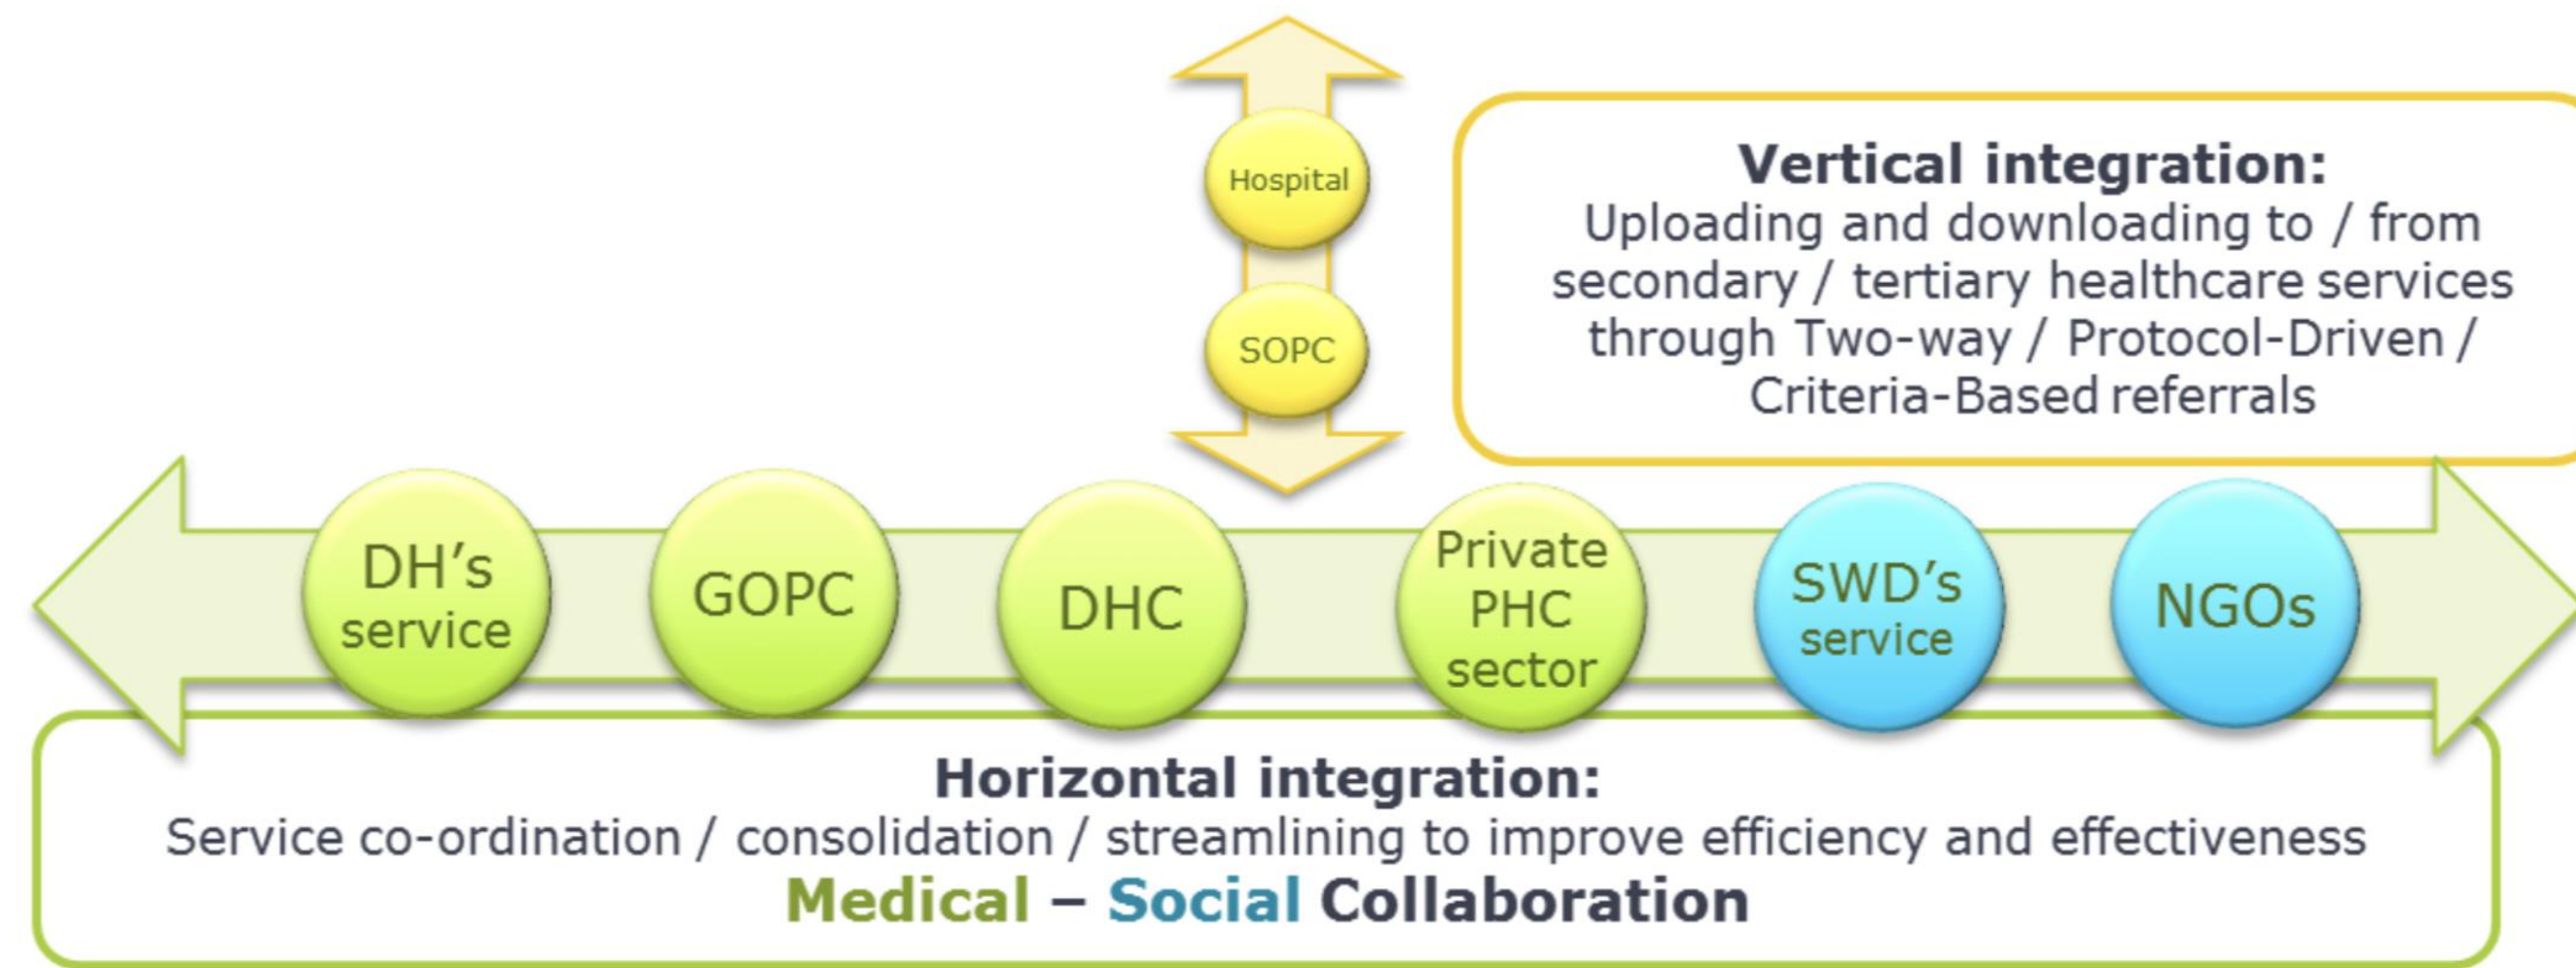 Hospital
SOPC
Vertical integration:
Uploading and downloading to / from
secondary / tertiary healthcare services
through Two-way / Protocol-Driven /
Criteria-Based referrals
DH’s
service
GOPC
DHC
Private
PHC
sector
SWD’s
service
NGOs
Horizontal integration:
Service co-ordination / consolidation / streamlining to improve efficiency and effectiveness
Medical – Social Collaboration